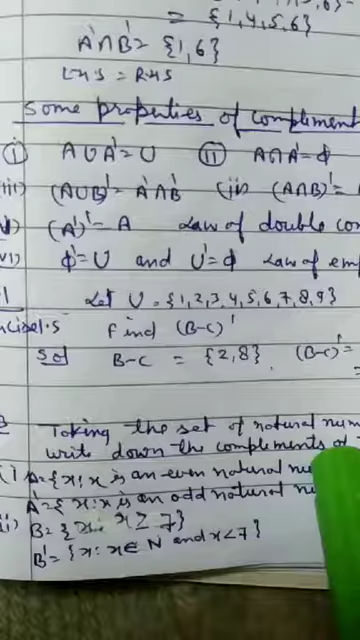 = {1,4,5,6}
A'∩B' = {1,6}
LHS = RHS
Some properties of complement
(i) A∪A' = U (ii) A∩A' = ϕ
(iii) (A∪B)' = A'∩B' (iv) (A∩B)' =
(v) (A')' = A Law of double
(vi) ϕ' = U and U' = ϕ Law of
Let U = {1,2,3,4,5,6,7,8,9}
find (B-C)'
Sol B-C = {2,8}. (B-C)' =
Taking the set of natural
write down the complements of
(i) A = {x: x is an even natural
A' = {x: x is an odd natural
(ii) B = {x: x ≥ 7}
B' = {x: x ∈ N and x < 7}